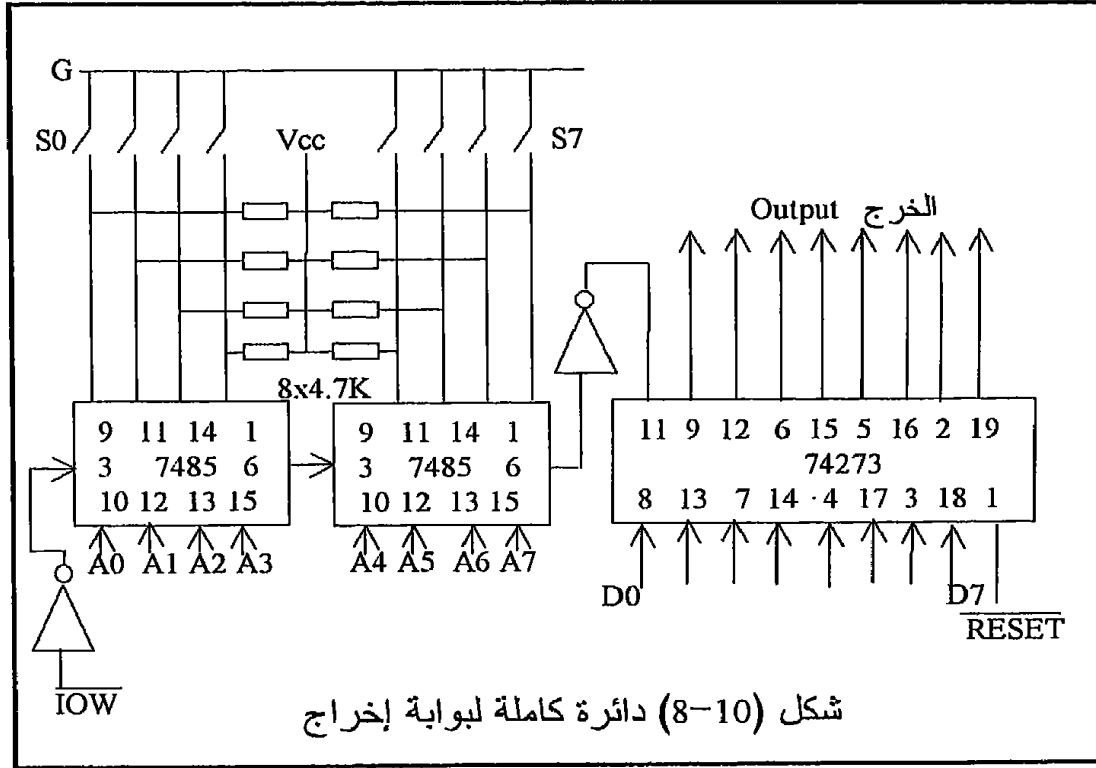 G
S0
Vcc
S7
Output الخرج
8x4.7K
9 11 14 1
3 7485 6
10 12 13 15
9 11 14 1
3 7485 6
10 12 13 15
11 9 12 6 15 5 16 2 19
74273
8 13 7 14 4 17 3 18 1
A0 A1 A2 A3
A4 A5 A6 A7
D0
D7
RESET
IOW
شكل (10-8) دائرة كاملة لبوابة إخراج